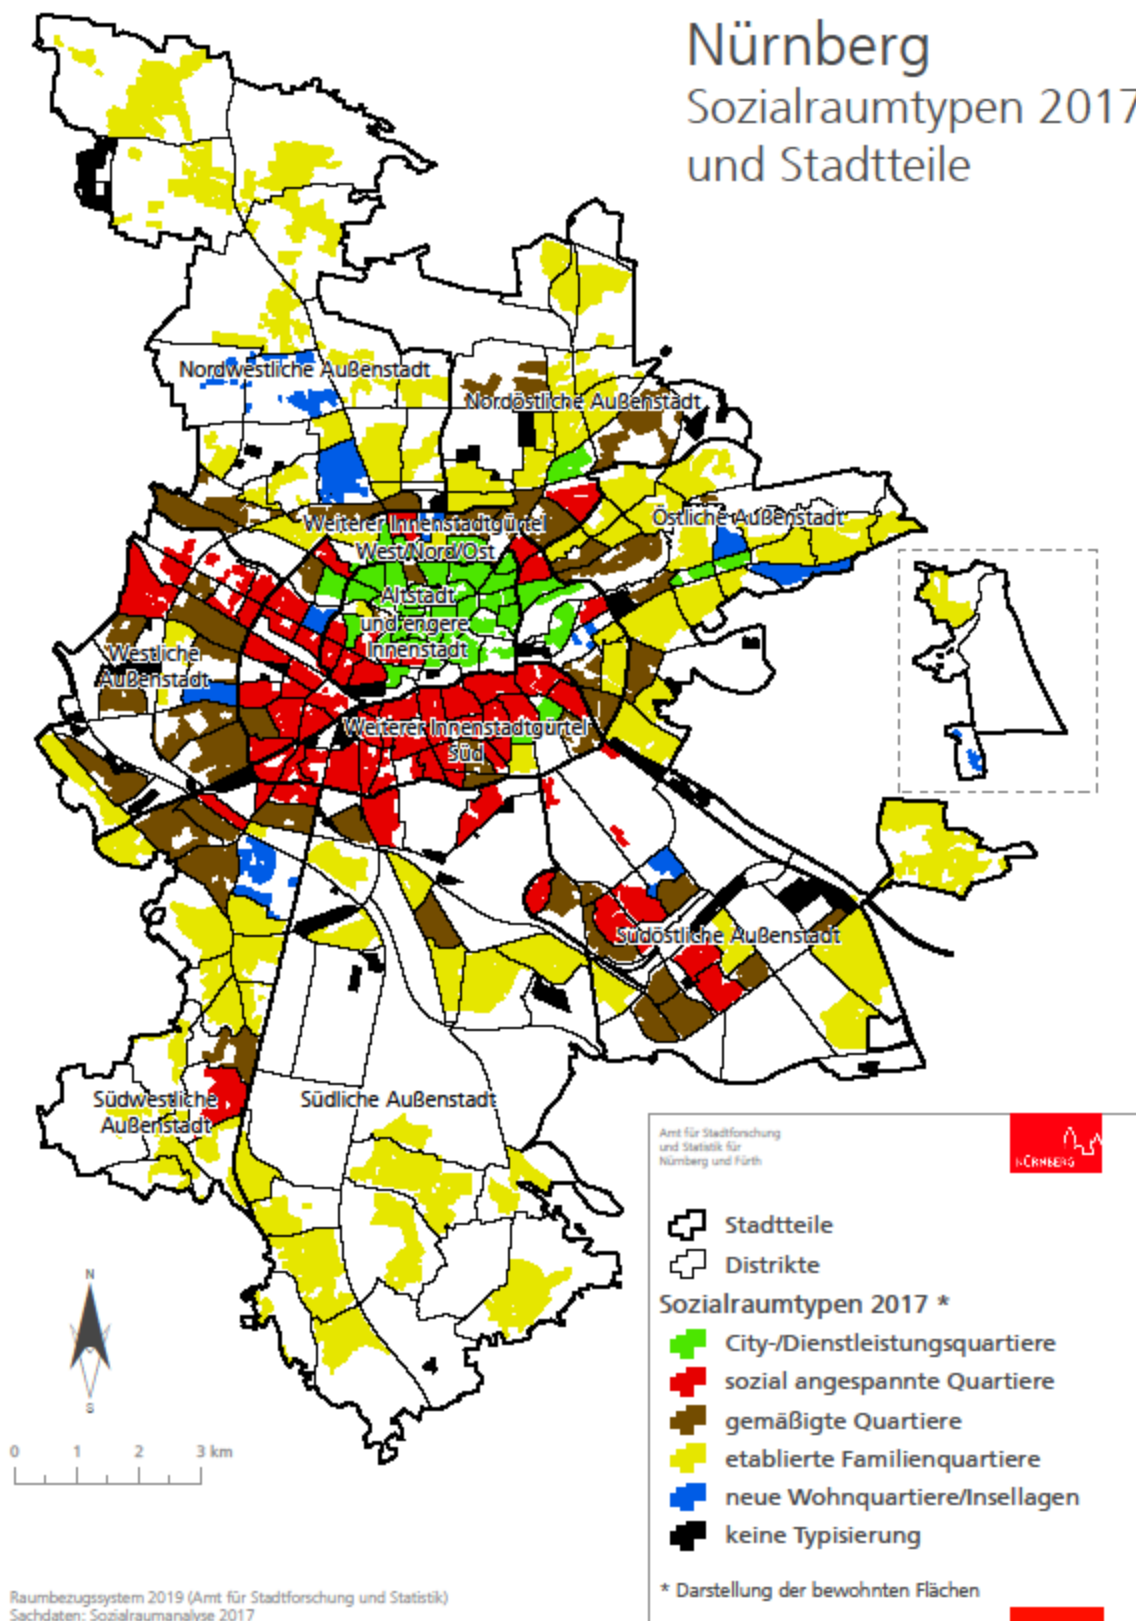 Nürnberg
Sozialraumtypen 2017
und Stadtteile
Nordwestliche Außenstadt
Nordöstliche Außenstadt
Weiterer Innenstadtgürtel
West/Nord/Ost
Östliche Außenstadt
Altstadt
und engere
Innenstadt
Westliche
Außenstadt
Weiterer Innenstadtgürtel
Süd
Südöstliche Außenstadt
Südwestliche
Außenstadt
Südliche Außenstadt
Amt für Stadtforschung
und Statistik für
Nürnberg und Fürth
NÜRNBERG
Stadtteile
Distrikte
Sozialraumtypen 2017 *
City-/Dienstleistungsquartiere
sozial angespannte Quartiere
gemäßigte Quartiere
etablierte Familienquartiere
neue Wohnquartiere/Insellagen
keine Typisierung
* Darstellung der bewohnten Flächen
N
S
0 1 2 3 km
Raumbezugssystem 2019 (Amt für Stadtforschung und Statistik)
Sachdaten: Sozialraumanalyse 2017